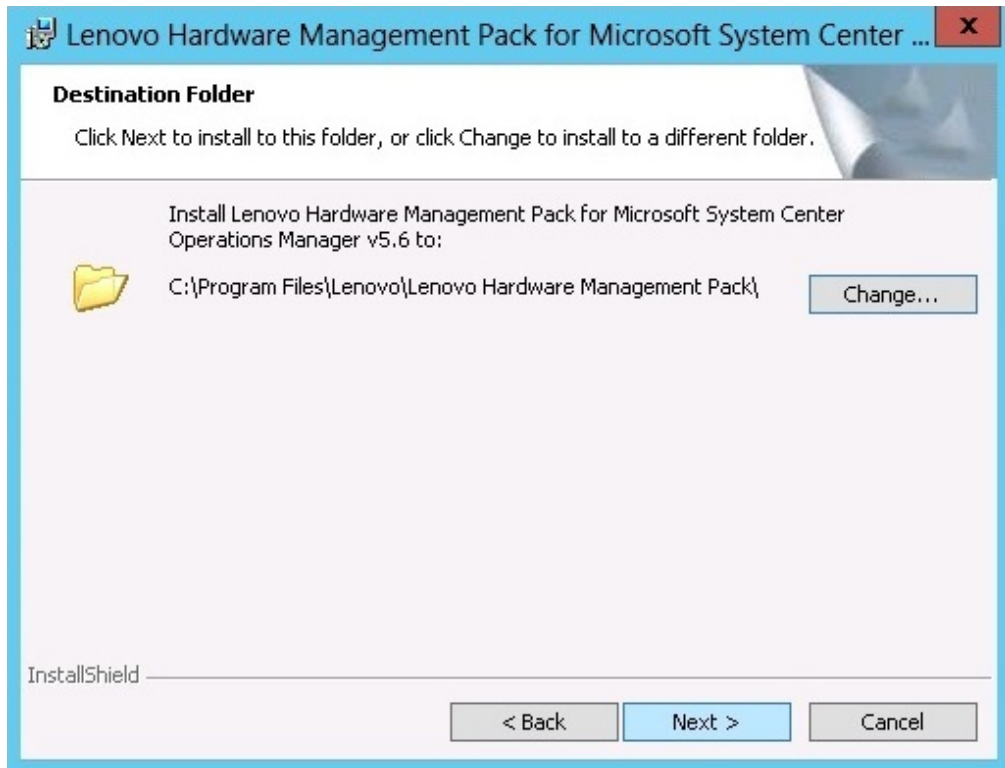 Lenovo Hardware Management Pack for Microsoft System Center ...
Destination Folder
Click Next to install to this folder, or click Change to install to a different folder.
Install Lenovo Hardware Management Pack for Microsoft System Center
Operations Manager v5.6 to:
C:\Program Files\Lenovo\Lenovo Hardware Management Pack\
Change...
InstallShield
< Back
Next >
Cancel